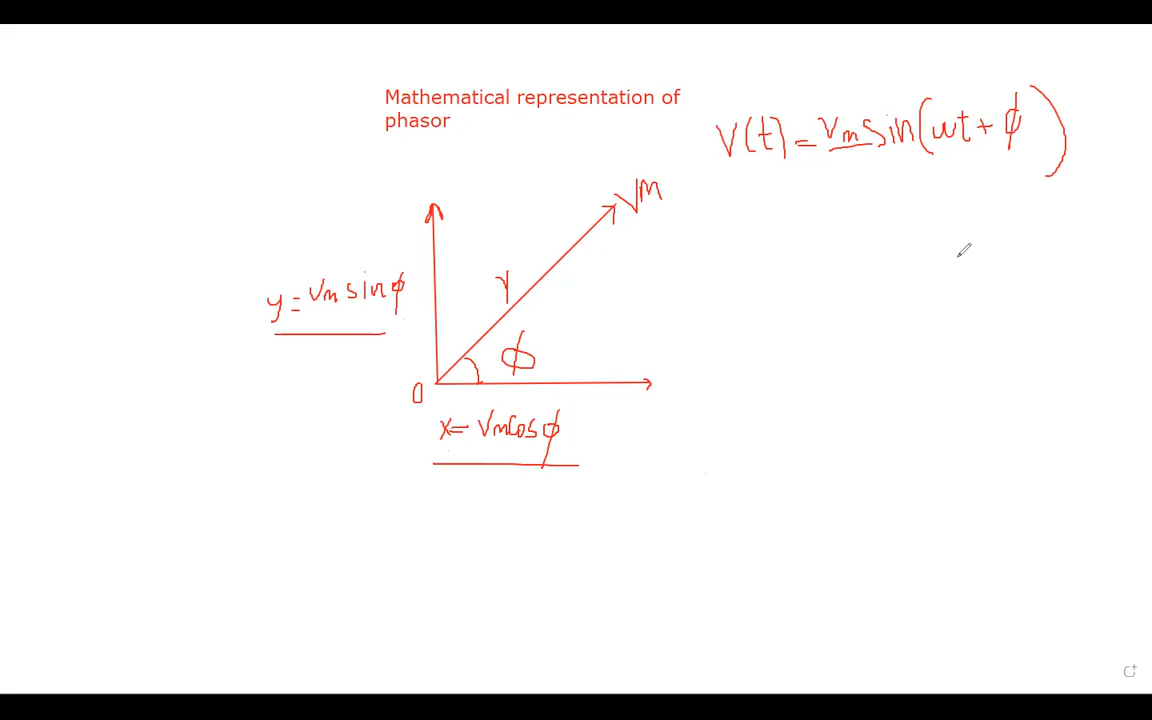 Mathematical representation of
phasor
V(t) = Vm sin(ωt + ϕ)
VM
r
y = Vm sin ϕ
ϕ
0
x = Vm cos ϕ